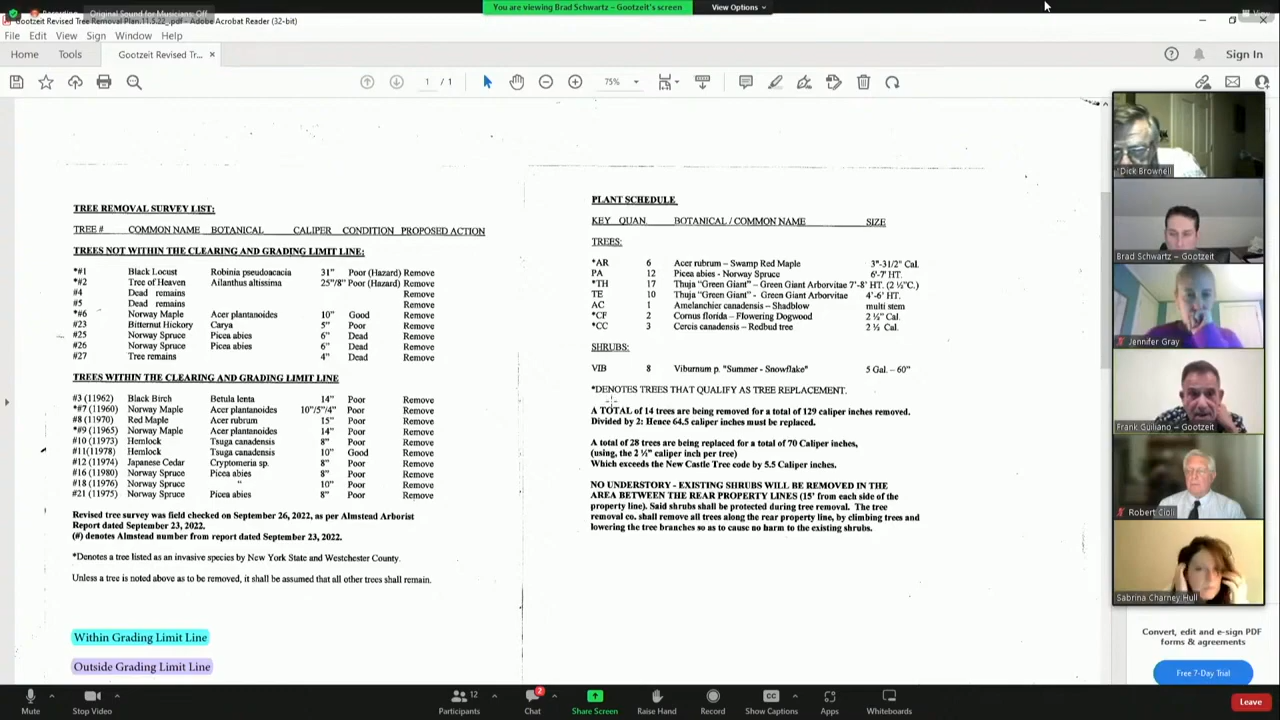 Recording
Original Sound for Musicians: Off
You are viewing Brad Schwartz – Gootzeit's screen
View Options
View
Gootzeit Revised Tree Removal Plan.11.5.22_.pdf - Adobe Acrobat Reader (32-bit)
File Edit View Sign Window Help
Home Tools Gootzeit Revised Tr... × Sign In
1 / 1 75%
TREE REMOVAL SURVEY LIST:
TREE # COMMON NAME BOTANICAL CALIPER CONDITION PROPOSED ACTION
TREES NOT WITHIN THE CLEARING AND GRADING LIMIT LINE:
*#1 Black Locust Robinia pseudoacacia 31" Poor (Hazard) Remove
*#2 Tree of Heaven Ailanthus altissima 25"/8" Poor (Hazard) Remove
#4 Dead remains Remove
#5 Dead remains Remove
*#6 Norway Maple Acer plantanoides 10" Good Remove
#23 Bitternut Hickory Carya 5" Poor Remove
#25 Norway Spruce Picea abies 6" Dead Remove
#26 Norway Spruce Picea abies 6" Dead Remove
#27 Tree remains 4" Dead Remove
TREES WITHIN THE CLEARING AND GRADING LIMIT LINE
#3 (11962) Black Birch Betula lenta 14" Poor Remove
*#7 (11960) Norway Maple Acer plantanoides 10"/5"/4" Poor Remove
#8 (11970) Red Maple Acer rubrum 15" Poor Remove
*#9 (11965) Norway Maple Acer plantanoides 14" Poor Remove
#10 (11973) Hemlock Tsuga canadensis 8" Poor Remove
#11(11978) Hemlock Tsuga canadensis 10" Good Remove
#12 (11974) Japanese Cedar Cryptomeria sp. 8" Poor Remove
#16 (11980) Norway Spruce Picea abies 8" Poor Remove
#18 (11976) Norway Spruce " 10" Poor Remove
#21 (11975) Norway Spruce Picea abies 8" Poor Remove
Revised tree survey was field checked on September 26, 2022, as per Almstead Arborist
Report dated September 23, 2022.
(#) denotes Almstead number from report dated September 23, 2022.
*Denotes a tree listed as an invasive species by New York State and Westchester County.
Unless a tree is noted above as to be removed, it shall be assumed that all other trees shall remain.
Within Grading Limit Line
Outside Grading Limit Line
PLANT SCHEDULE
KEY QUAN. BOTANICAL / COMMON NAME SIZE
TREES:
*AR 6 Acer rubrum – Swamp Red Maple 3"-31/2" Cal.
PA 12 Picea abies - Norway Spruce 6'-7' HT.
*TH 17 Thuja "Green Giant" - Green Giant Arborvitae 7'-8' HT. (2 ½"C.)
TE 10 Thuja "Green Giant" - Green Giant Arborvitae 4'-6' HT.
AC 1 Amelanchier canadensis – Shadblow multi stem
*CF 2 Cornus florida – Flowering Dogwood 2 ½" Cal.
*CC 3 Cercis canadensis – Redbud tree 2 ½ Cal.
SHRUBS:
VIB 8 Viburnum p. "Summer - Snowflake" 5 Gal. – 60"
*DENOTES TREES THAT QUALIFY AS TREE REPLACEMENT.
A TOTAL of 14 trees are being removed for a total of 129 caliper inches removed.
Divided by 2: Hence 64.5 caliper inches must be replaced.
A total of 28 trees are being replaced for a total of 70 Caliper inches,
(using, the 2 ½" caliper inch per tree)
Which exceeds the New Castle Tree code by 5.5 Caliper inches.
NO UNDERSTORY - EXISTING SHRUBS WILL BE REMOVED IN THE
AREA BETWEEN THE REAR PROPERTY LINES (15' from each side of the
property line). Said shrubs shall be protected during tree removal. The tree
removal co. shall remove all trees along the rear property line, by climbing trees and
lowering the tree branches so as to cause no harm to the existing shrubs.
Dick Brownell
Brad Schwartz – Gootzeit
Jennifer Gray
Frank Guiliano – Gootzeit
Robert Cioli
Sabrina Charney Hull
Convert, edit and e-sign PDF
forms & agreements
Free 7-Day Trial
Mute Stop Video Participants 12 Chat 2 Share Screen Raise Hand Record CC Show Captions Apps Whiteboards Leave